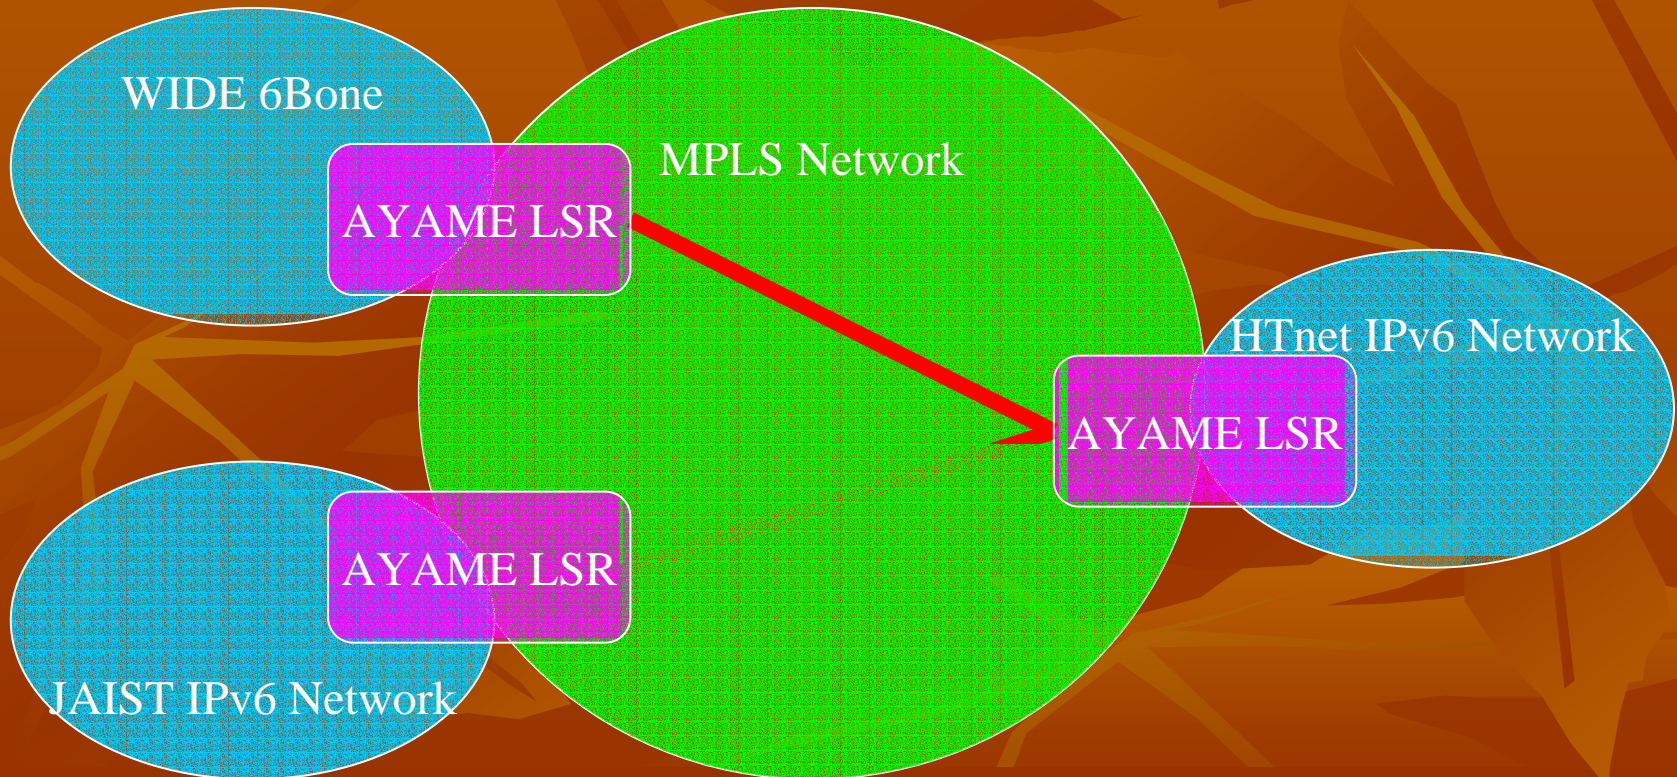 WIDE 6Bone
MPLS Network
AYAME LSR
HTnet IPv6 Network
AYAME LSR
AYAME LSR
JAIST IPv6 Network